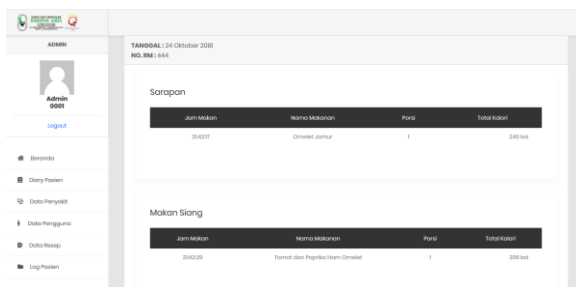 ADMIN
Admin
0001
Logout
Beranda
Diary Pasien
Data Penyakit
Data Pengguna
Data Resep
Log Pasien
TANGGAL : 24 Oktober 2018
NO. RM : 444
Sarapan
Jam Makan Nama Makanan Porsi Total Kalori
21:42:17 Omelet Jamur 1 240 kal
Makan Siang
Jam Makan Nama Makanan Porsi Total Kalori
21:42:29 Tomat dan Paprika Ham Omelet 1 206 kal